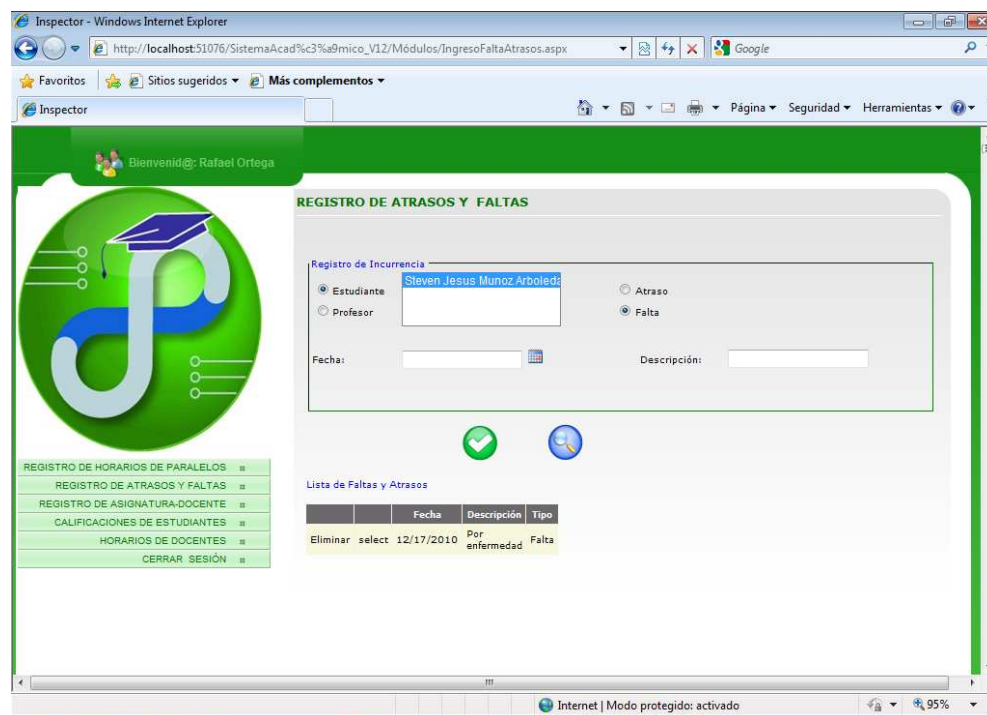 Inspector - Windows Internet Explorer
http://localhost:51076/SistemaAcad%c3%a9mico_V12/Módulos/IngresoFaltaAtrasos.aspx
Google
Favoritos
Sitios sugeridos
Más complementos
Inspector
Página
Seguridad
Herramientas
Bienvenid@: Rafael Ortega
REGISTRO DE ATRASOS Y FALTAS
Registro de Incurrencia
Estudiante
Profesor
Steven Jesus Munoz Arboleda
Atraso
Falta
Fecha:
Descripción:
REGISTRO DE HORARIOS DE PARALELOS
REGISTRO DE ATRASOS Y FALTAS
REGISTRO DE ASIGNATURA-DOCENTE
CALIFICACIONES DE ESTUDIANTES
HORARIOS DE DOCENTES
CERRAR SESIÓN
Lista de Faltas y Atrasos
Fecha Descripción Tipo
Eliminar select 12/17/2010 Por enfermedad Falta
Internet | Modo protegido: activado
95%